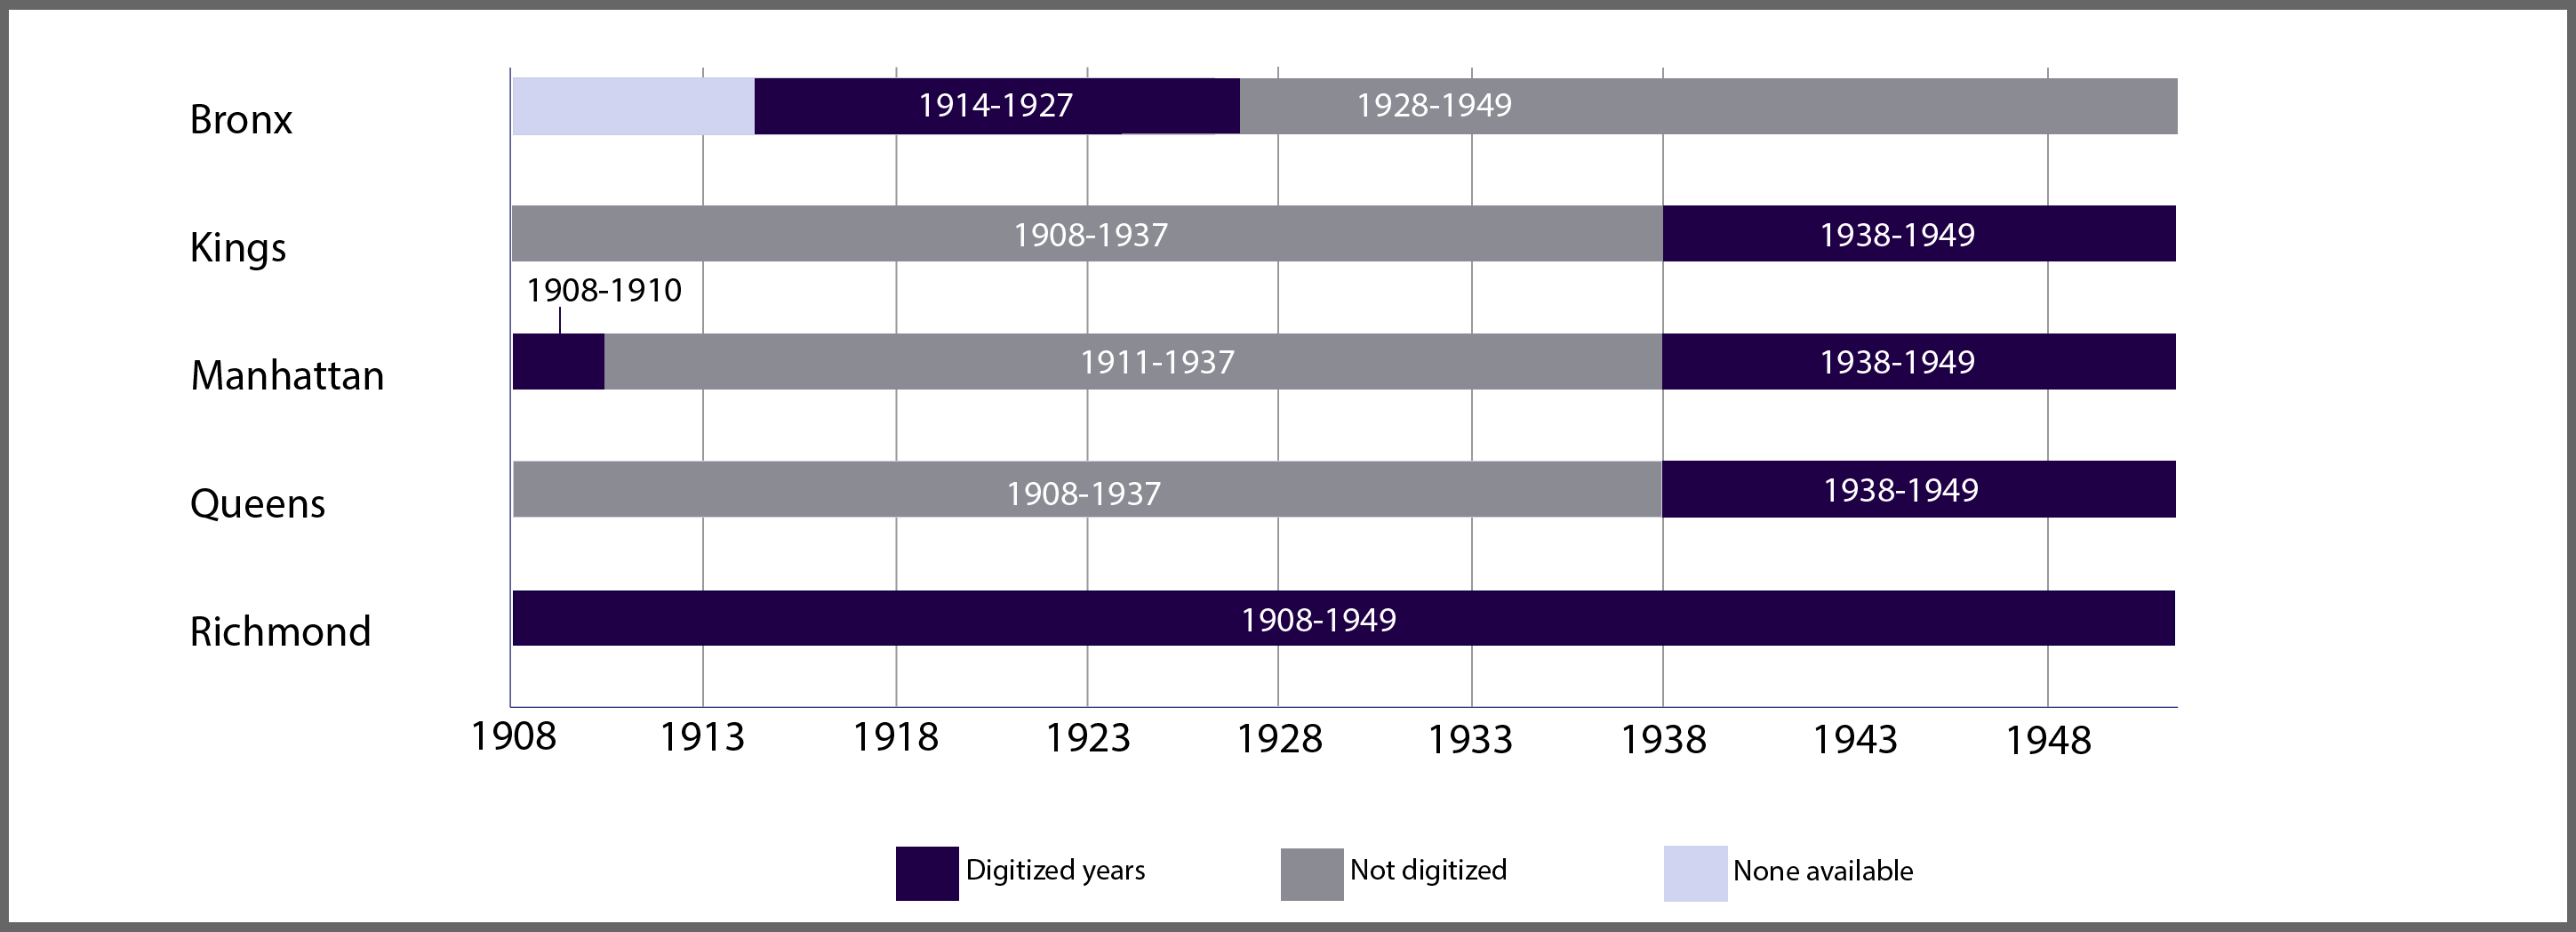 Bronx
1914-1927
1928-1949
Kings
1908-1937
1938-1949
1908-1910
Manhattan
1911-1937
1938-1949
Queens
1908-1937
1938-1949
Richmond
1908-1949
1908
1913
1918
1923
1928
1933
1938
1943
1948
Digitized years
Not digitized
None available